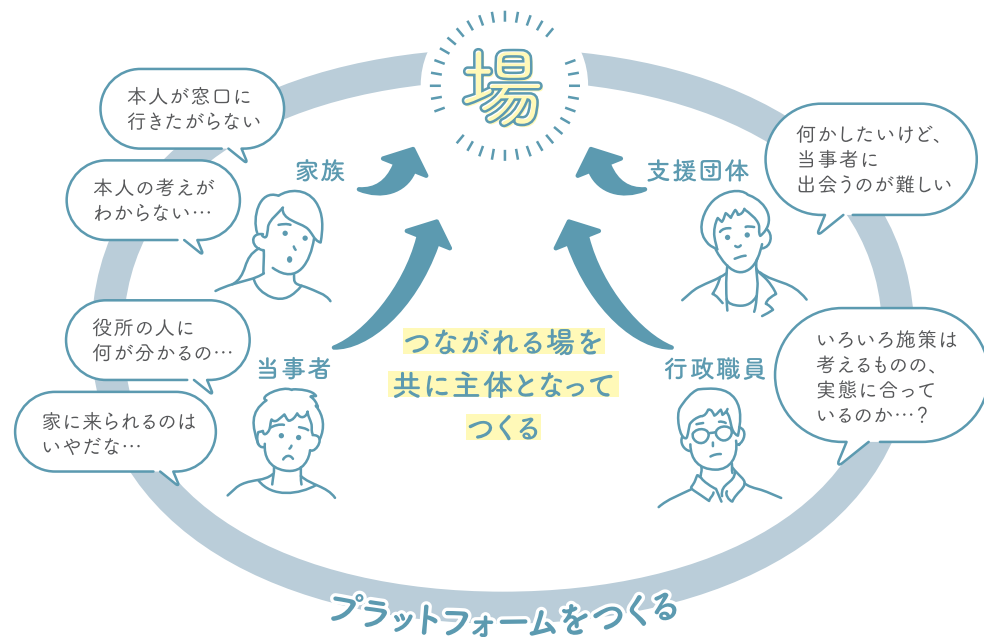 場
本人が窓口に
行きたがらない
家族
本人の考えが
わからない…
支援団体
何かしたいけど、
当事者に
出会うのが難しい
役所の人に
何が分かるの…
当事者
家に来られるのは
いやだな…
つながれる場を
共に主体となって
つくる
行政職員
いろいろ施策は
考えるものの、
実態に合って
いるのか…？
プラットフォームをつくる